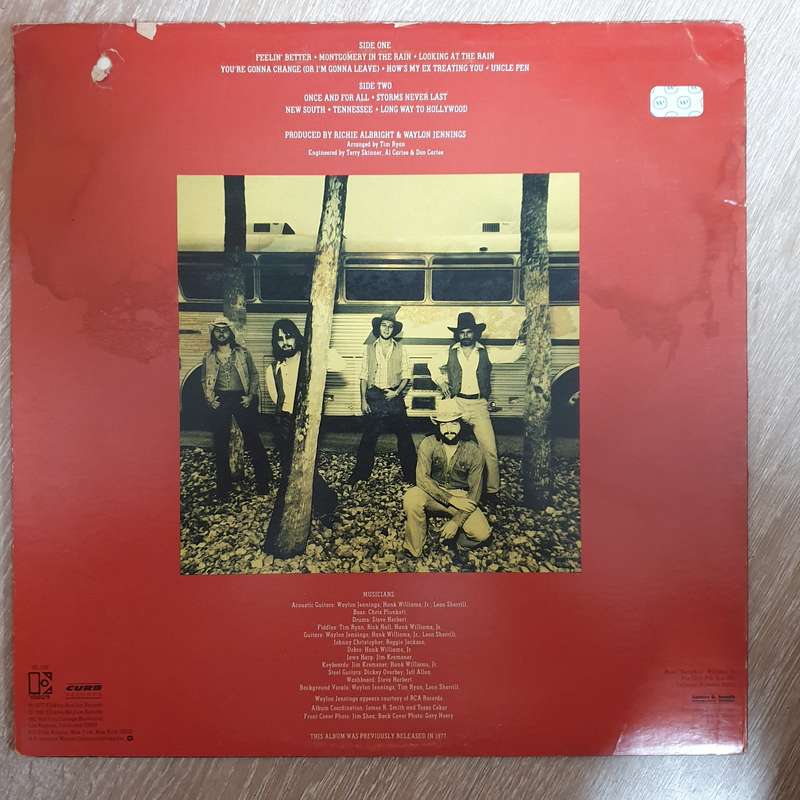 SIDE ONE
FEELIN' BETTER • MONTGOMERY IN THE RAIN • LOOKING AT THE RAIN
YOU'RE GONNA CHANGE (OR I'M GONNA LEAVE) • HOW'S MY EX TREATING YOU • UNCLE PEN
SIDE TWO
ONCE AND FOR ALL • STORMS NEVER LAST
NEW SOUTH • TENNESSEE • LONG WAY TO HOLLYWOOD
PRODUCED BY RICHIE ALBRIGHT & WAYLON JENNINGS
Arranged by Tim Ryan
Engineered by Terry Skinner, Al Cartee & Don Cartee
MUSICIANS
Acoustic Guitars: Waylon Jennings, Hank Williams, Jr., Leon Sherrill,
Bass: Chris Plunkett
Drums: Steve Herbert
Fiddles: Tim Ryan, Rick Hall, Hank Williams, Jr.
Guitars: Waylon Jennings, Hank Williams, Jr., Leon Sherrill,
Johnny Christopher, Reggie Jackson,
Dobro: Hank Williams, Jr.
Jaws Harp: Jim Kremaner
Keyboards: Jim Kremaner, Hank Williams, Jr.
Steel Guitars: Dickey Overbey, Jeff Allen,
Washboard: Steve Herbert
Background Vocals: Waylon Jennings, Tim Ryan, Leon Sherrill
Waylon Jennings appears courtesy of RCA Records
Album Coordination: James R. Smith and Texas Coker
Front Cover Photo: Jim Shea, Back Cover Photo: Gary Heery
CURB
RECORDS
THIS ALBUM WAS PREVIOUSLY RELEASED IN 1977